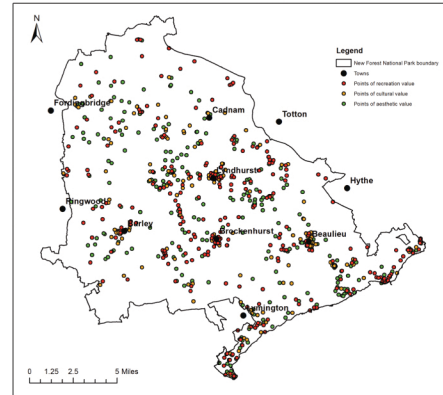 N
Legend
New Forest National Park boundary
Towns
Points of recreation value
Points of cultural value
Points of aesthetic value
Fordingbridge
Cadnam
Totton
Lyndhurst
Hythe
Ringwood
Burley
Brockenhurst
Beaulieu
Lymington
0 1.25 2.5 5 Miles